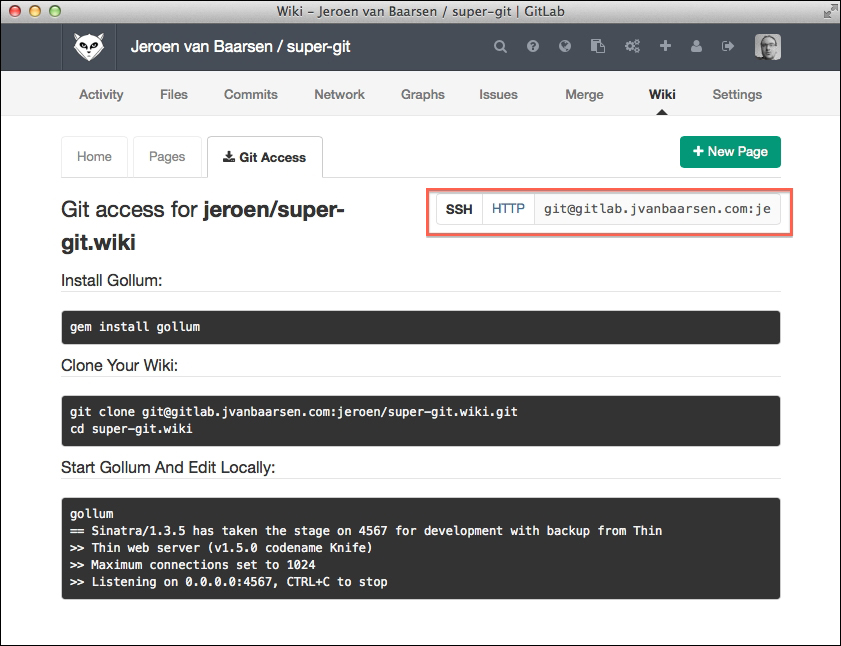 Wiki – Jeroen van Baarsen / super-git | GitLab
Jeroen van Baarsen / super-git
Activity Files Commits Network Graphs Issues Merge Wiki Settings
Home Pages Git Access + New Page
Git access for jeroen/super-
git.wiki
SSH HTTP git@gitlab.jvanbaarsen.com:je
Install Gollum:
gem install gollum
Clone Your Wiki:
git clone git@gitlab.jvanbaarsen.com:jeroen/super-git.wiki.git
cd super-git.wiki
Start Gollum And Edit Locally:
gollum
== Sinatra/1.3.5 has taken the stage on 4567 for development with backup from Thin
>> Thin web server (v1.5.0 codename Knife)
>> Maximum connections set to 1024
>> Listening on 0.0.0.0:4567, CTRL+C to stop